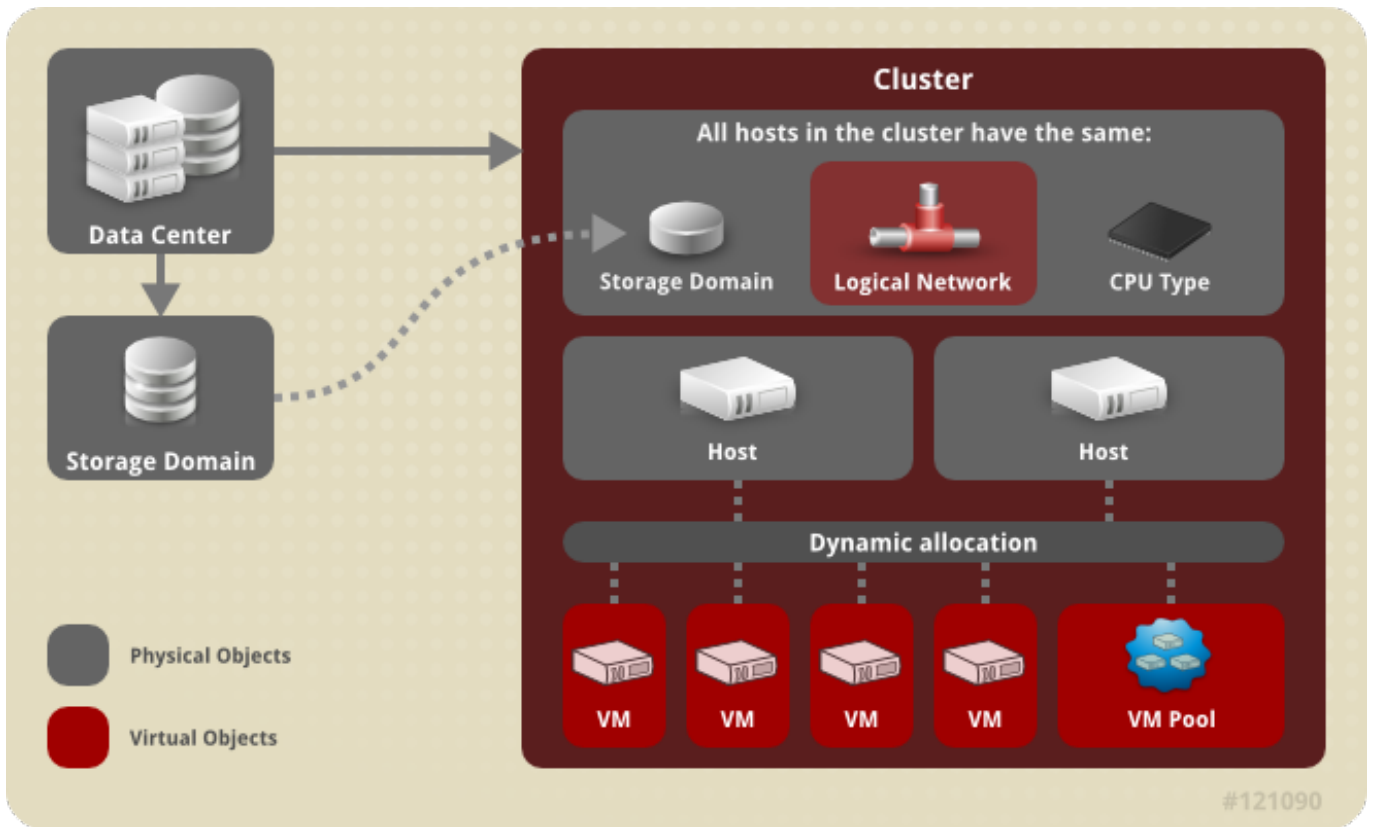 Cluster
All hosts in the cluster have the same:
Data Center
Storage Domain
Logical Network
CPU Type
Storage Domain
Host
Host
Dynamic allocation
Physical Objects
Virtual Objects
VM
VM
VM
VM
VM Pool
#121090